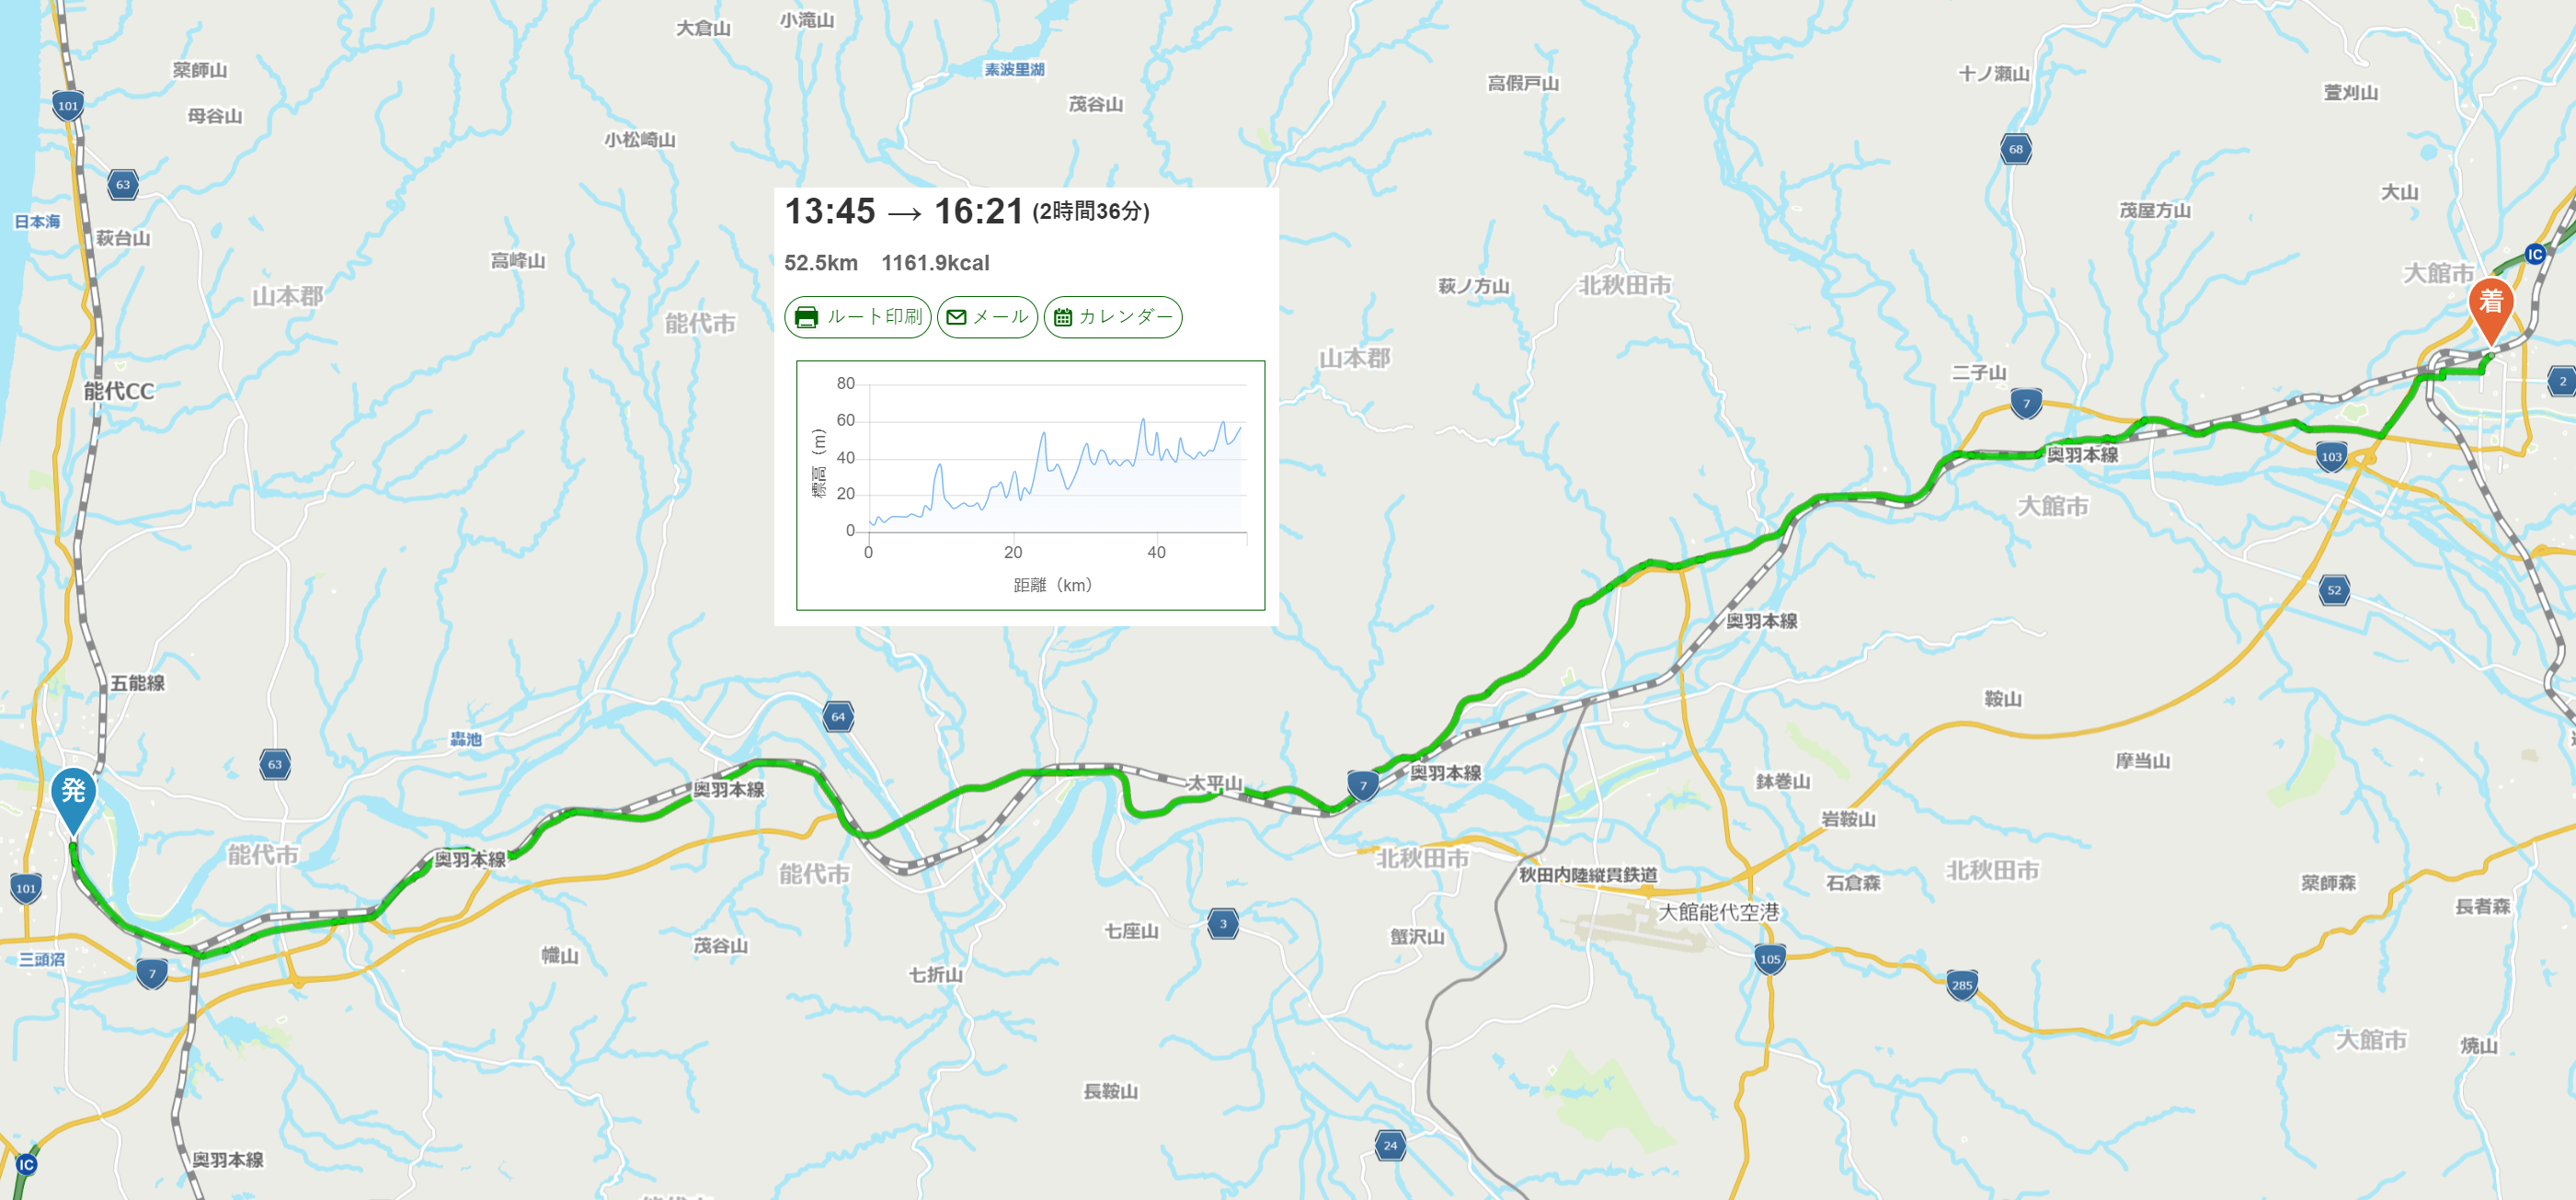 大倉山
小滝山
薬師山
素波里湖
高假戸山
十ノ瀬山
萱刈山
101
母谷山
茂谷山
小松崎山
68
63
大山
日本海
萩台山
茂屋方山
高峰山
IC
大館市
山本郡
能代市
13:45 → 16:21 (2時間36分)
52.5km 1161.9kcal
ルート印刷 メール カレンダー
80
60
40
20
0
標高（m）
0 20 40
距離（km）
萩ノ方山
北秋田市
着
山本郡
二子山
2
能代CC
7
奥羽本線
103
大館市
52
奥羽本線
五能線
鞍山
64
轟池
63
発
奥羽本線
太平山
7
奥羽本線
摩当山
鉢巻山
岩鞍山
能代市
奥羽本線
能代市
北秋田市
秋田内陸縦貫鉄道
石倉森
北秋田市
薬師森
101
大館能代空港
長者森
七座山
3
蟹沢山
幟山
茂谷山
三頭沼
7
七折山
105
285
大館市
焼山
長鞍山
24
奥羽本線
IC